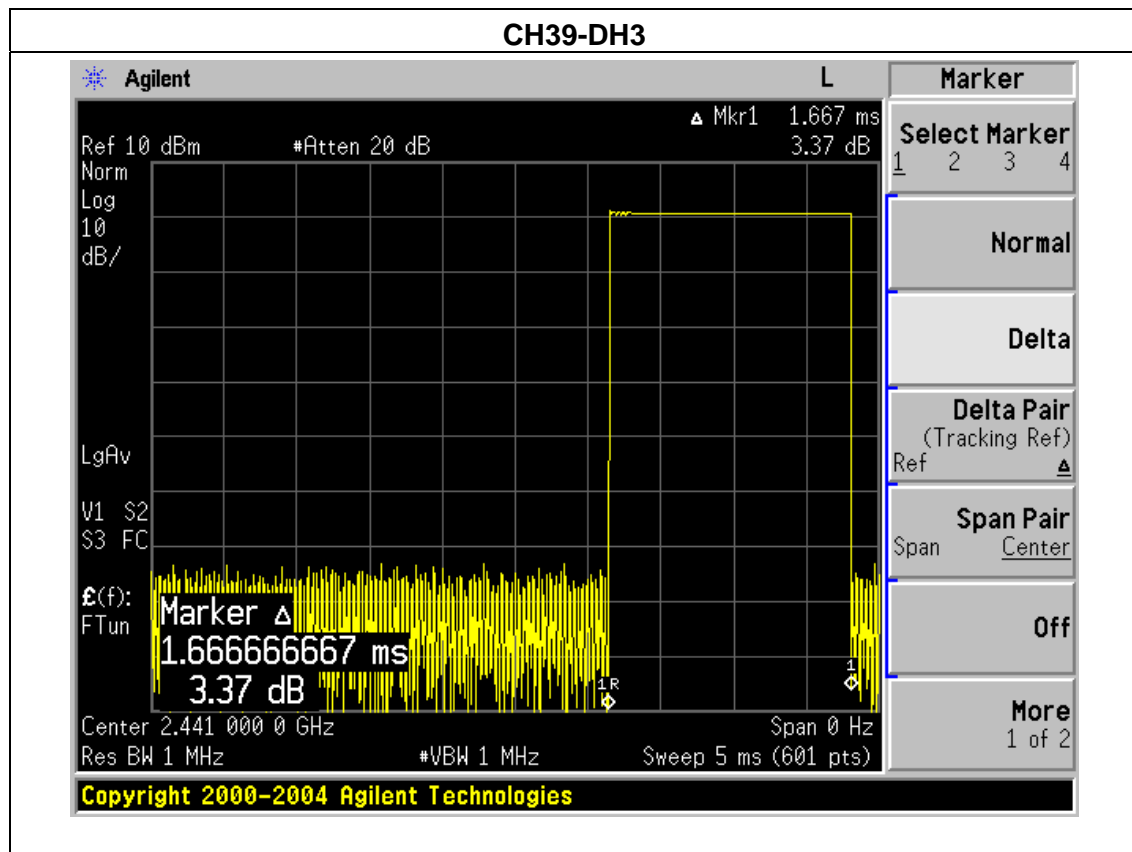 CH39-DH3
Agilent L
Marker
Δ Mkr1 1.667 ms
Ref 10 dBm #Atten 20 dB 3.37 dB
Norm
Log
10
dB/
LgAv
V1 S2
S3 FC
£(f):
FTun
Marker Δ
1.666666667 ms
3.37 dB
1R
1
Center 2.441 000 0 GHz Span 0 Hz
Res BW 1 MHz #VBW 1 MHz Sweep 5 ms (601 pts)
Copyright 2000-2004 Agilent Technologies
Select Marker
1 2 3 4
Normal
Delta
Delta Pair
(Tracking Ref)
Ref Δ
Span Pair
Span Center
Off
More
1 of 2